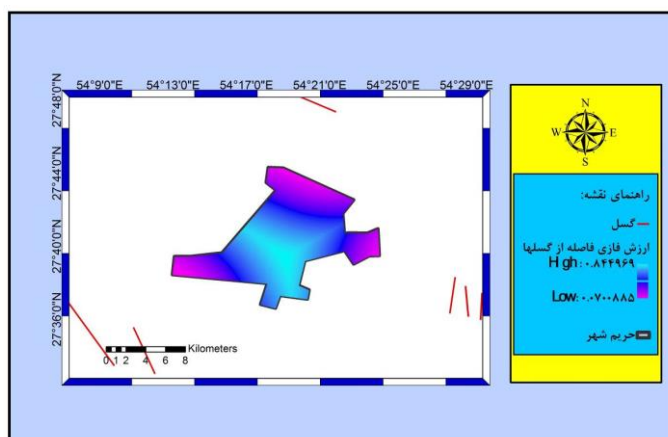 54°9'0"E 54°13'0"E 54°17'0"E 54°21'0"E 54°25'0"E 54°29'0"E
27°48'0"N
27°44'0"N
27°40'0"N
27°36'0"N
Kilometers
0 1 2 4 6 8
N
W E
S
راهنمای نقشه:
گسل
ارزش فازی فاصله از گسلها
High:۰.۸۴۴۹۶۹
Low:۰.۰۷۰۰۸۸۵
حریم شهر